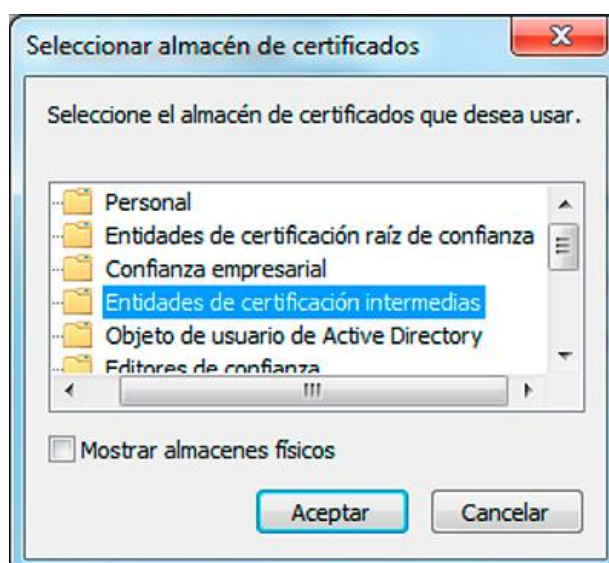 Seleccionar almacén de certificados
Seleccione el almacén de certificados que desea usar.
Personal
Entidades de certificación raíz de confianza
Confianza empresarial
Entidades de certificación intermedias
Objeto de usuario de Active Directory
Editores de confianza
Mostrar almacenes físicos
Aceptar
Cancelar